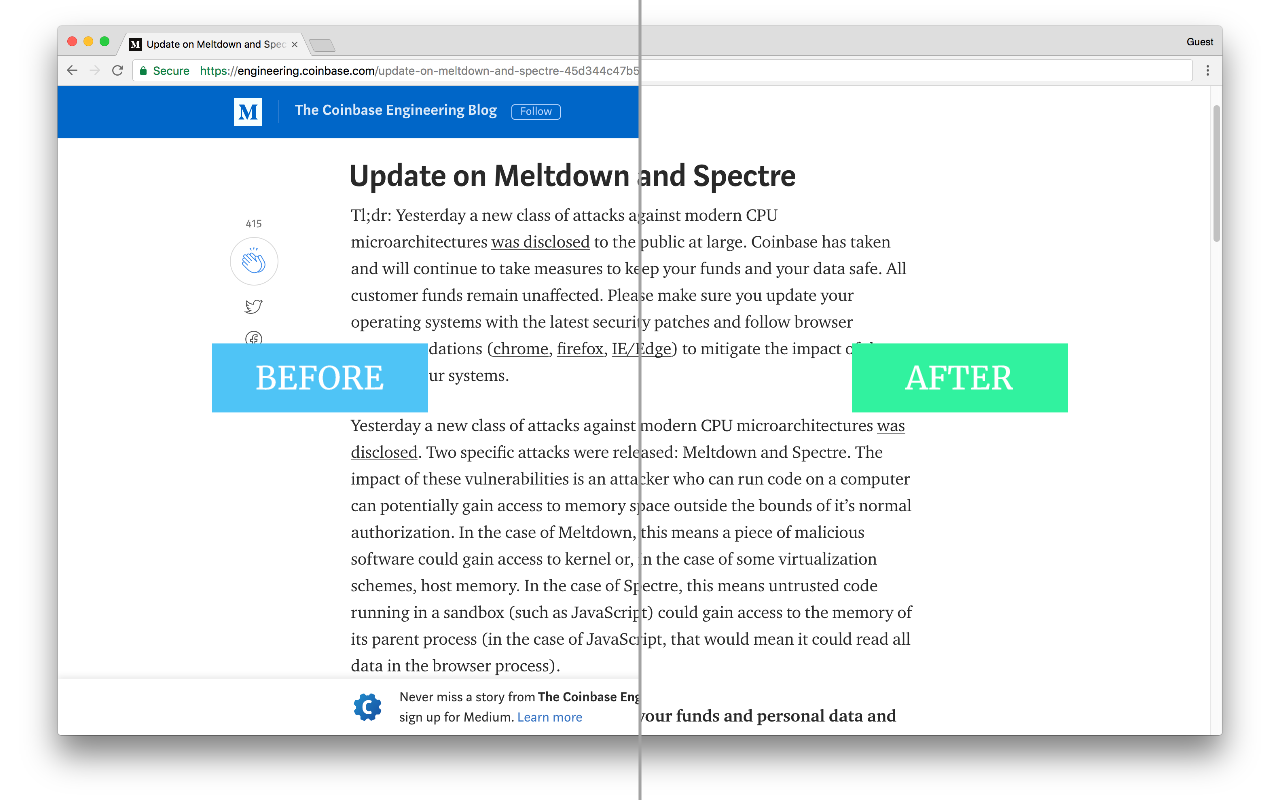 Guest
Update on Meltdown and Spec
Secure https://engineering.coinbase.com/update-on-meltdown-and-spectre-45d344c47b5
M The Coinbase Engineering Blog Follow
Update on Meltdown and Spectre
Tl;dr: Yesterday a new class of attacks against modern CPU
415
microarchitectures was disclosed to the public at large. Coinbase has taken
and will continue to take measures to keep your funds and your data safe. All
customer funds remain unaffected. Please make sure you update your
operating systems with the latest security patches and follow browser
dations (chrome, firefox, IE/Edge) to mitigate the impact
ur systems.
BEFORE
AFTER
Yesterday a new class of attacks against modern CPU microarchitectures was
disclosed. Two specific attacks were released: Meltdown and Spectre. The
impact of these vulnerabilities is an attacker who can run code on a computer
can potentially gain access to memory space outside the bounds of it's normal
authorization. In the case of Meltdown, this means a piece of malicious
software could gain access to kernel or, in the case of some virtualization
schemes, host memory. In the case of Spectre, this means untrusted code
running in a sandbox (such as JavaScript) could gain access to the memory of
its parent process (in the case of JavaScript, that would mean it could read all
data in the browser process).
Never miss a story from The Coinbase Eng
sign up for Medium. Learn more
your funds and personal data and